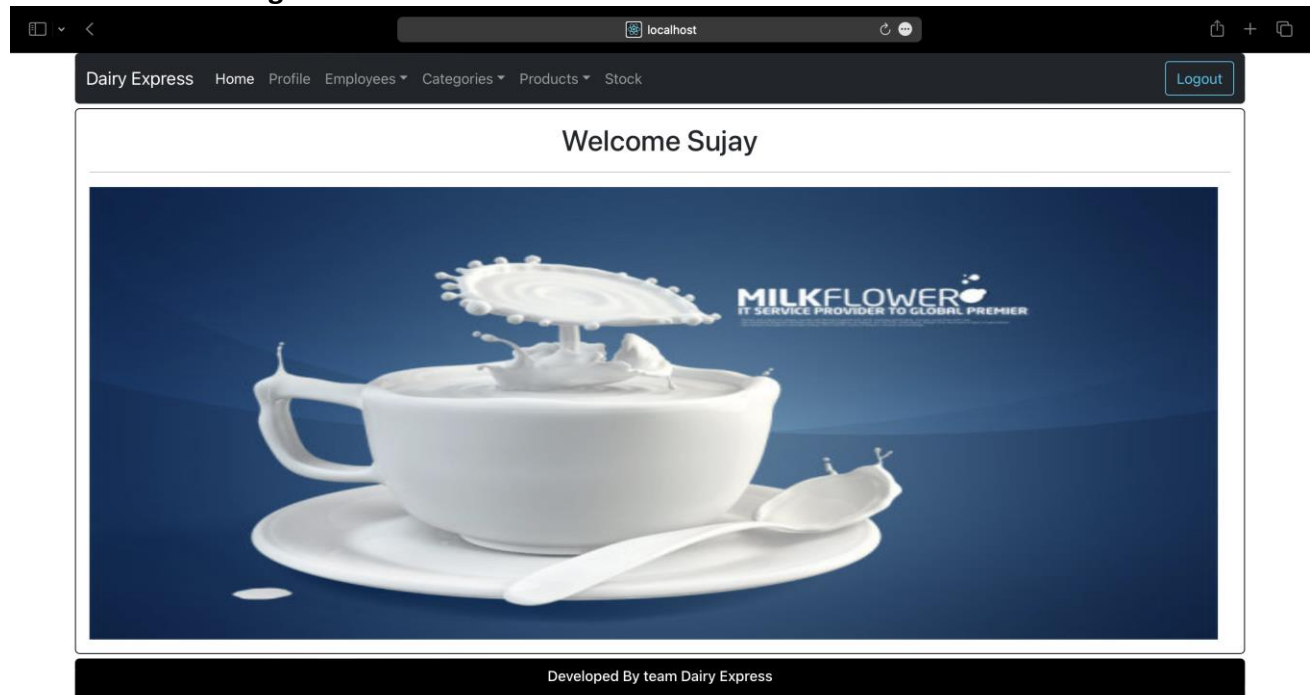 localhost
Dairy Express Home Profile Employees Categories Products Stock Logout
Welcome Sujay
MILKFLOWER
IT SERVICE PROVIDER TO GLOBAL PREMIER
Developed By team Dairy Express